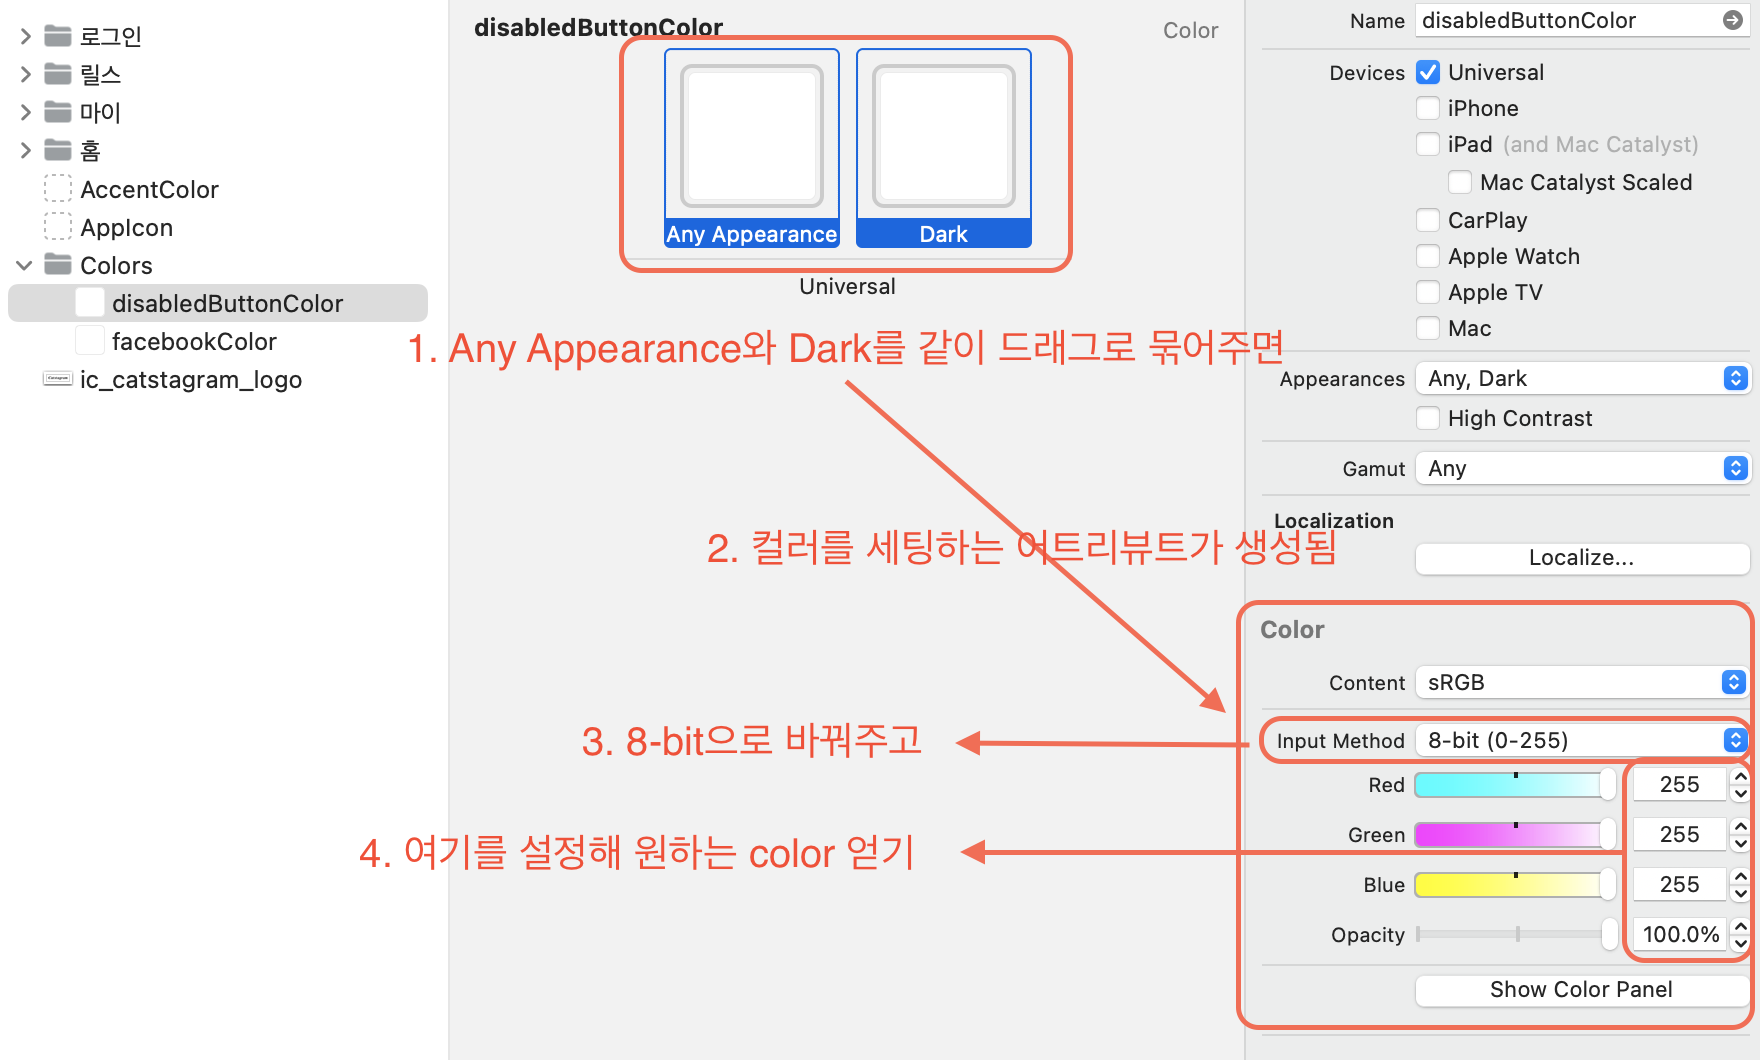 로그인
릴스
마이
홈
AccentColor
AppIcon
Colors
disabledButtonColor
facebookColor
ic_catstagram_logo
disabledButtonColor
Color
Any Appearance
Dark
Universal
1. Any Appearance와 Dark를 같이 드래그로 묶어주면
2. 컬러를 세팅하는 어트리뷰트가 생성됨
3. 8-bit으로 바꿔주고
4. 여기를 설정해 원하는 color 얻기
Name disabledButtonColor
Devices Universal
iPhone
iPad (and Mac Catalyst)
Mac Catalyst Scaled
CarPlay
Apple Watch
Apple TV
Mac
Appearances Any, Dark
High Contrast
Gamut Any
Localization
Localize...
Color
Content sRGB
Input Method 8-bit (0-255)
Red 255
Green 255
Blue 255
Opacity 100.0%
Show Color Panel